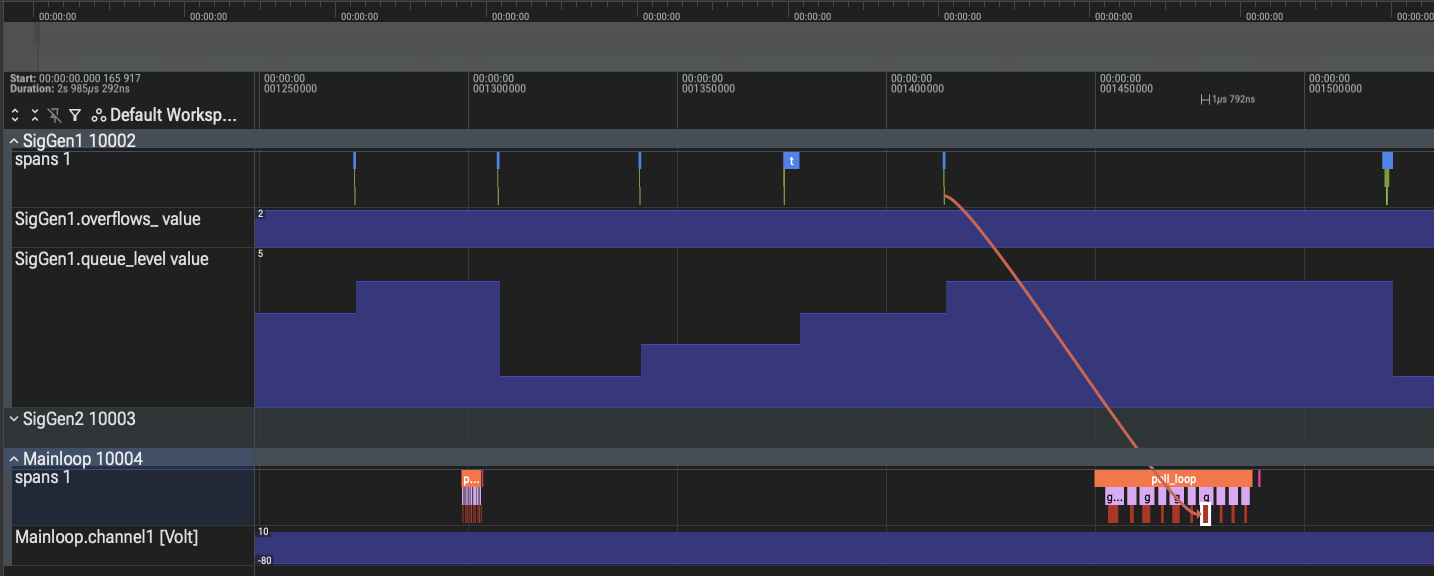 00:00:00 00:00:00 00:00:00 00:00:00 00:00:00 00:00:00 00:00:00 00:00:00 00:00:00 00:00:00
Start: 00:00:00.000 165 917
Duration: 2s 985µs 292ns
00:00:00 00:00:00 00:00:00 00:00:00 00:00:00 00:00:00
001250000 001300000 001350000 001400000 001450000 001500000
1µs 792ns
Default Worksp...
SigGen1 10002
spans 1
t
SigGen1.overflows_ value
2
SigGen1.queue_level value
5
SigGen2 10003
Mainloop 10004
spans 1
p... poll_loop
g... g g g
Mainloop.channel1 [Volt]
10
-80